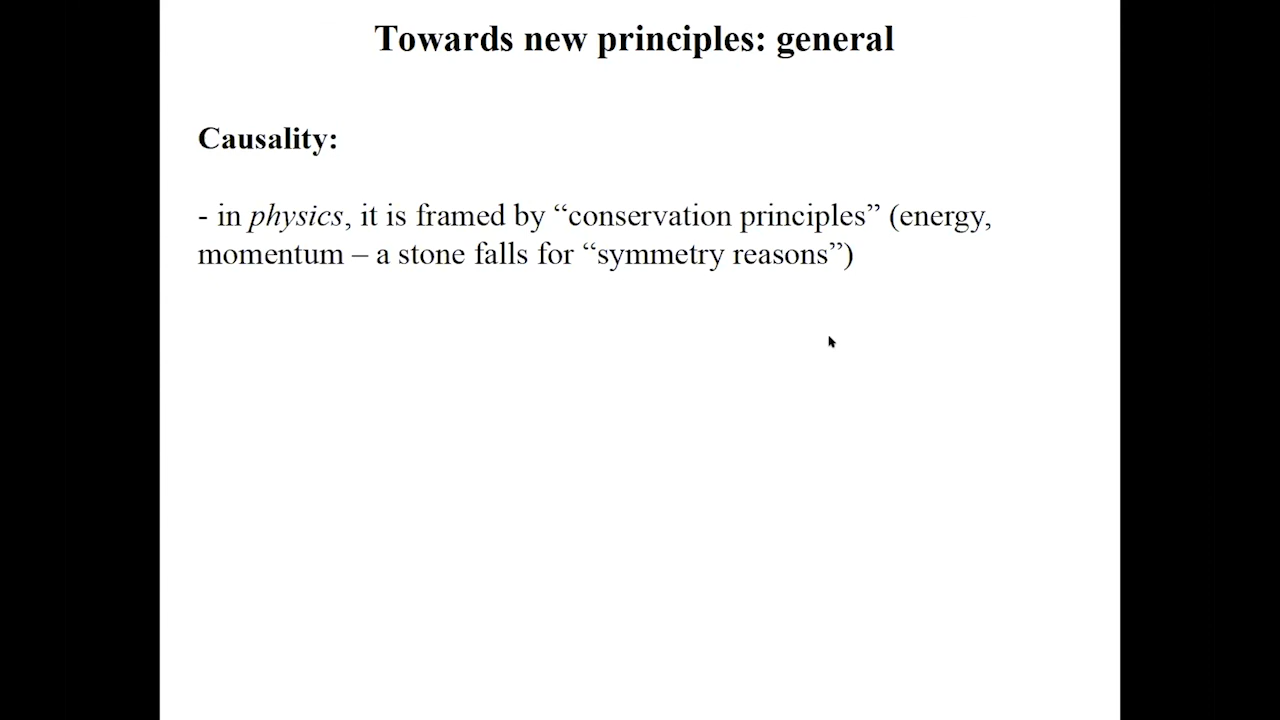 Towards new principles: general
Causality:
- in physics, it is framed by “conservation principles” (energy,
momentum – a stone falls for “symmetry reasons”)